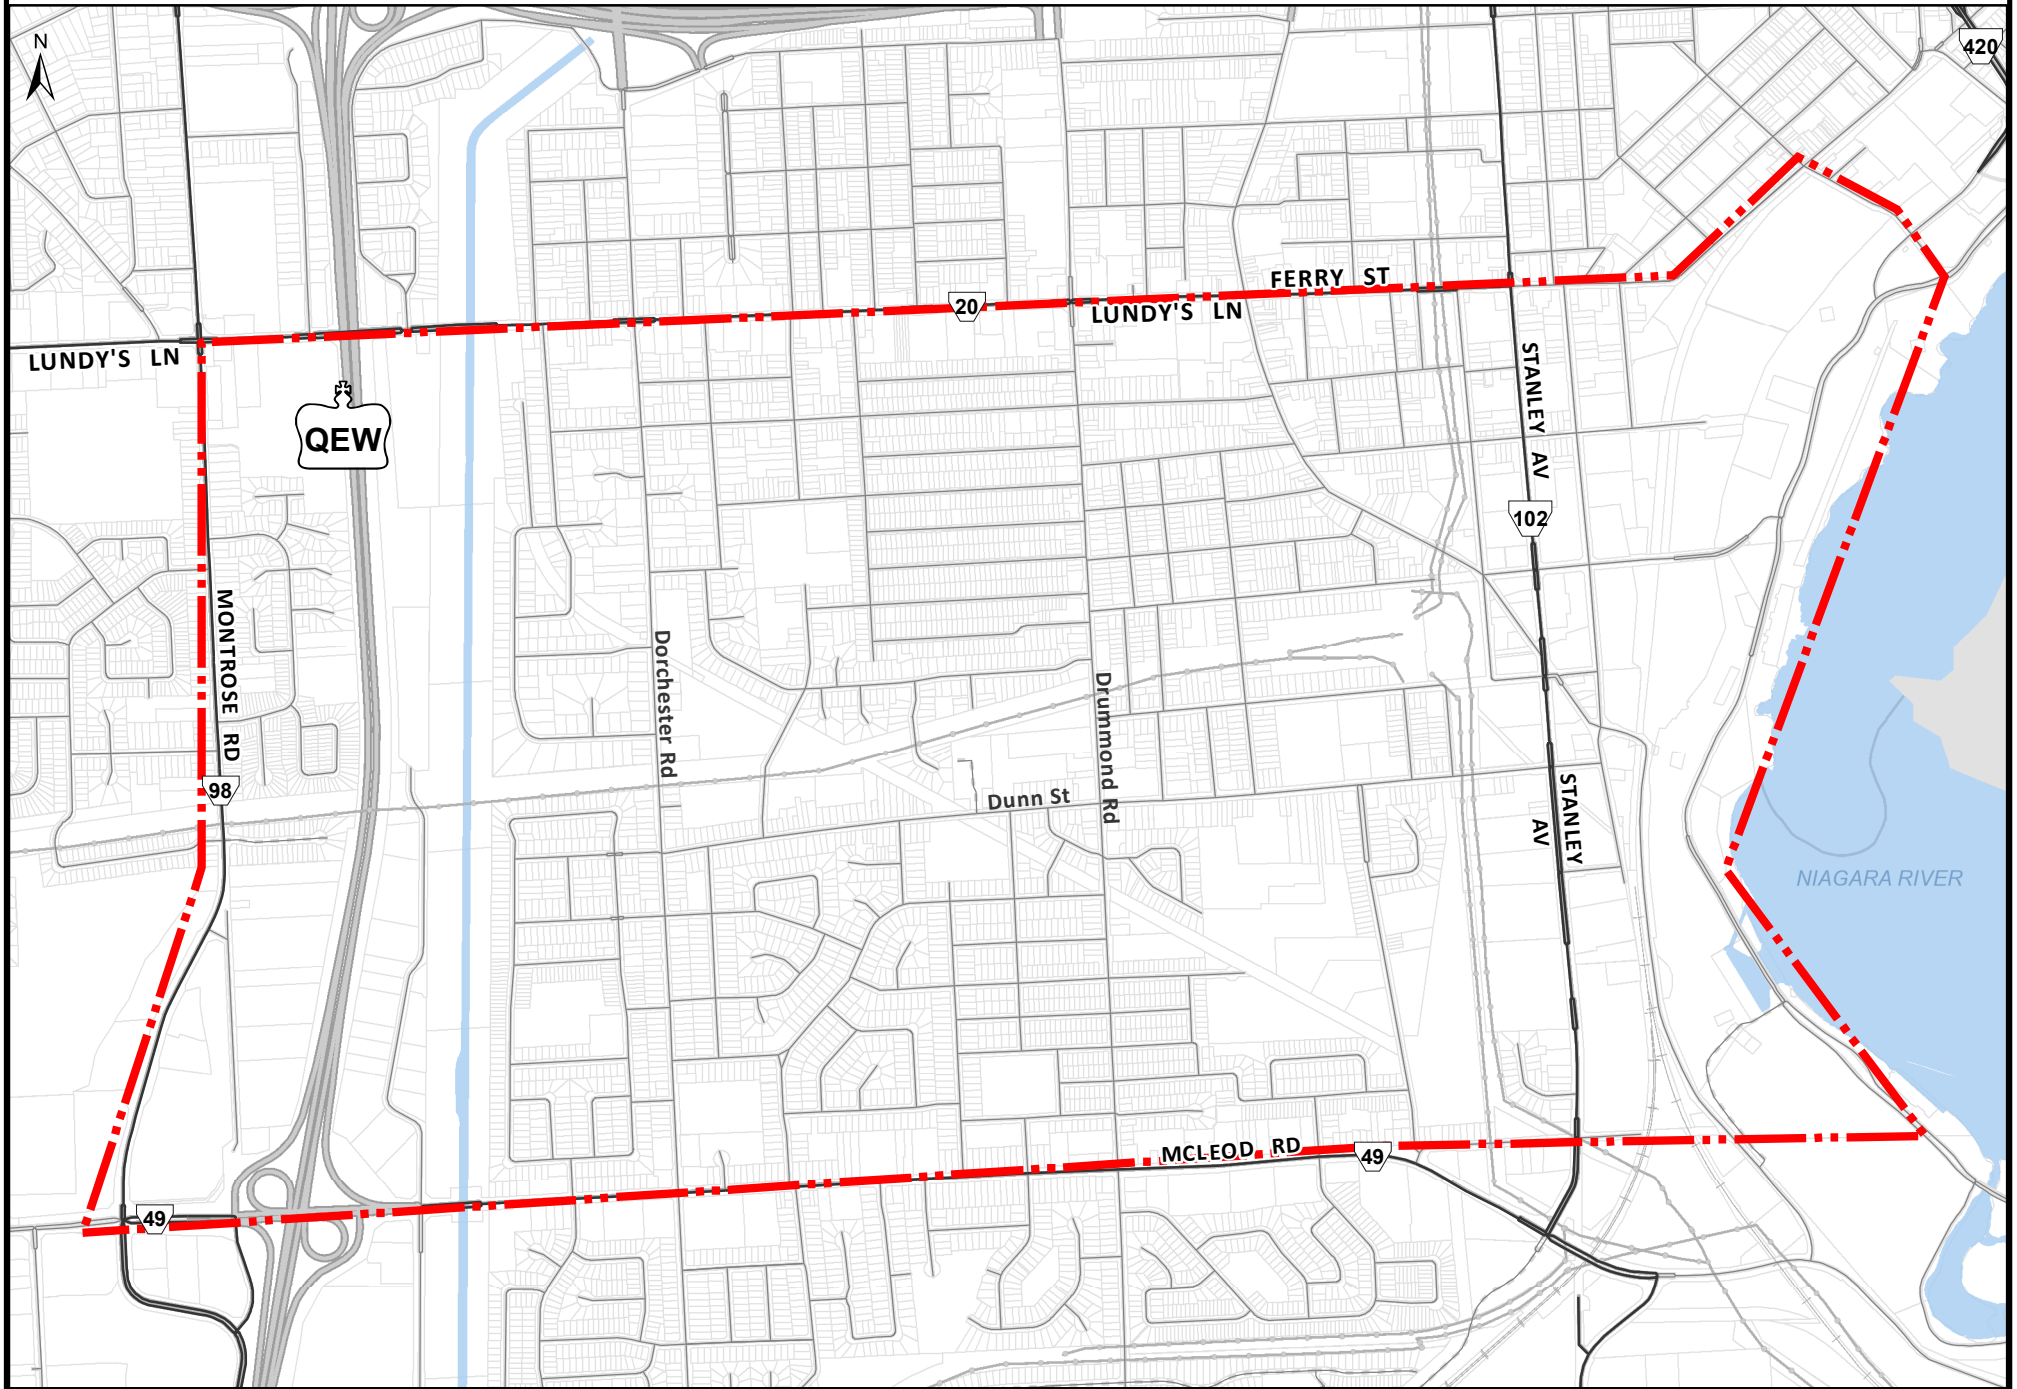 N
420
FERRY ST
20
LUNDY'S LN
LUNDY'S LN
QEW
STANLEY AV
102
MONTROSE RD
Dorchester Rd
Drummond Rd
98
Dunn St
STANLEY
AV
NIAGARA RIVER
MCLEOD RD
49
49